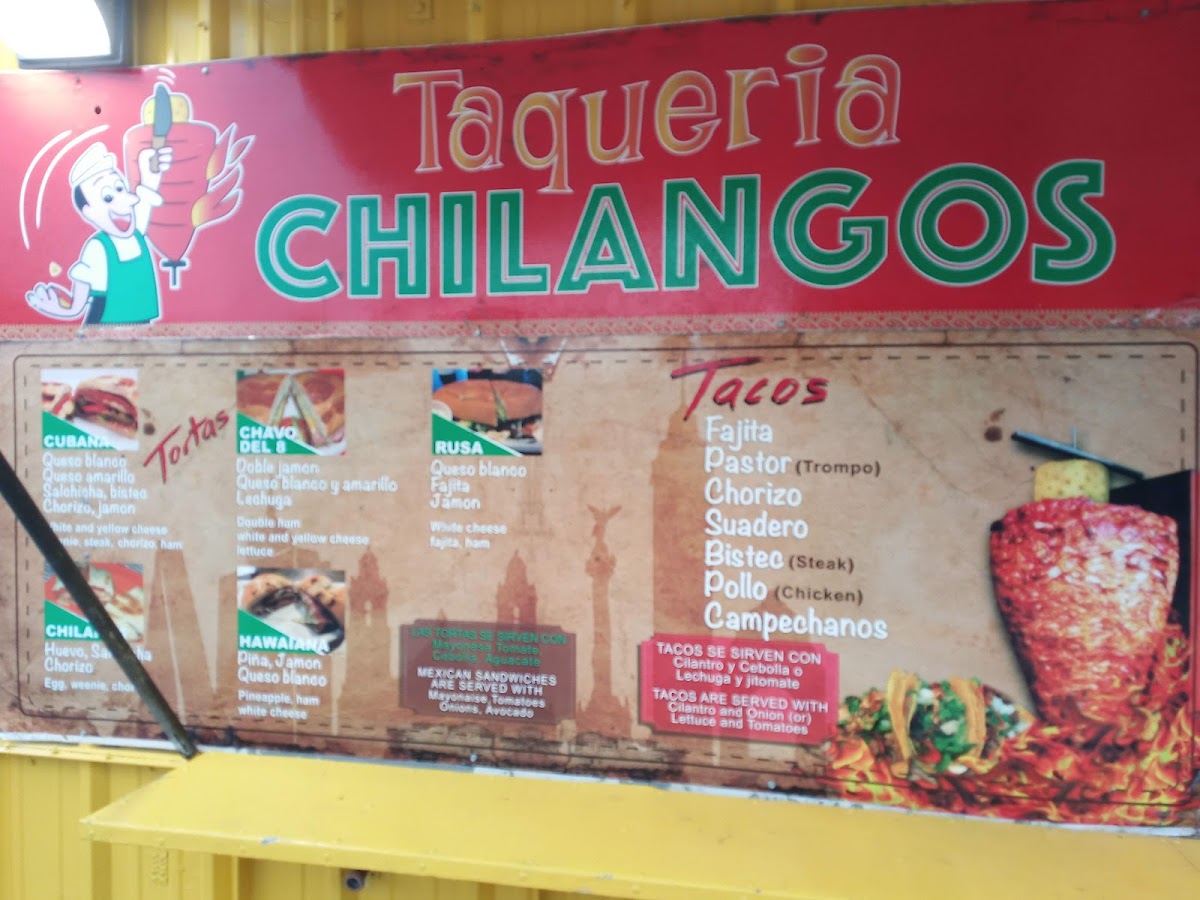 Taqueria
CHILANGOS
Tortas
CUBANA
Queso blanco
Queso amarillo
Salchicha, bistec
Chorizo, jamon
White and yellow cheese
steak, chorizo, ham
CHAVO
DEL 8
Doble jamon
Queso blanco y amarillo
Lechuga
Double ham
white and yellow cheese
lettuce
RUSA
Queso blanco
Fajita
Jamon
White cheese
fajita, ham
Huevo,
Chorizo
Egg, weenie,
HAWAIANA
Piña, Jamon
Queso blanco
Pineapple, ham
white cheese
LAS TORTAS SE SIRVEN CON
Mayonesa Tomate
Cebolla, Aguacate
MEXICAN SANDWICHES
ARE SERVED WITH
Mayonaise, Tomatoes
Onions, Avocado
Tacos
Fajita
Pastor (Trompo)
Chorizo
Suadero
Bistec (Steak)
Pollo (Chicken)
Campechanos
TACOS SE SIRVEN CON
Cilantro y Cebolla o
Lechuga y jitomate
TACOS ARE SERVED WITH
Cilantro and Onion (or)
Lettuce and Tomatoes